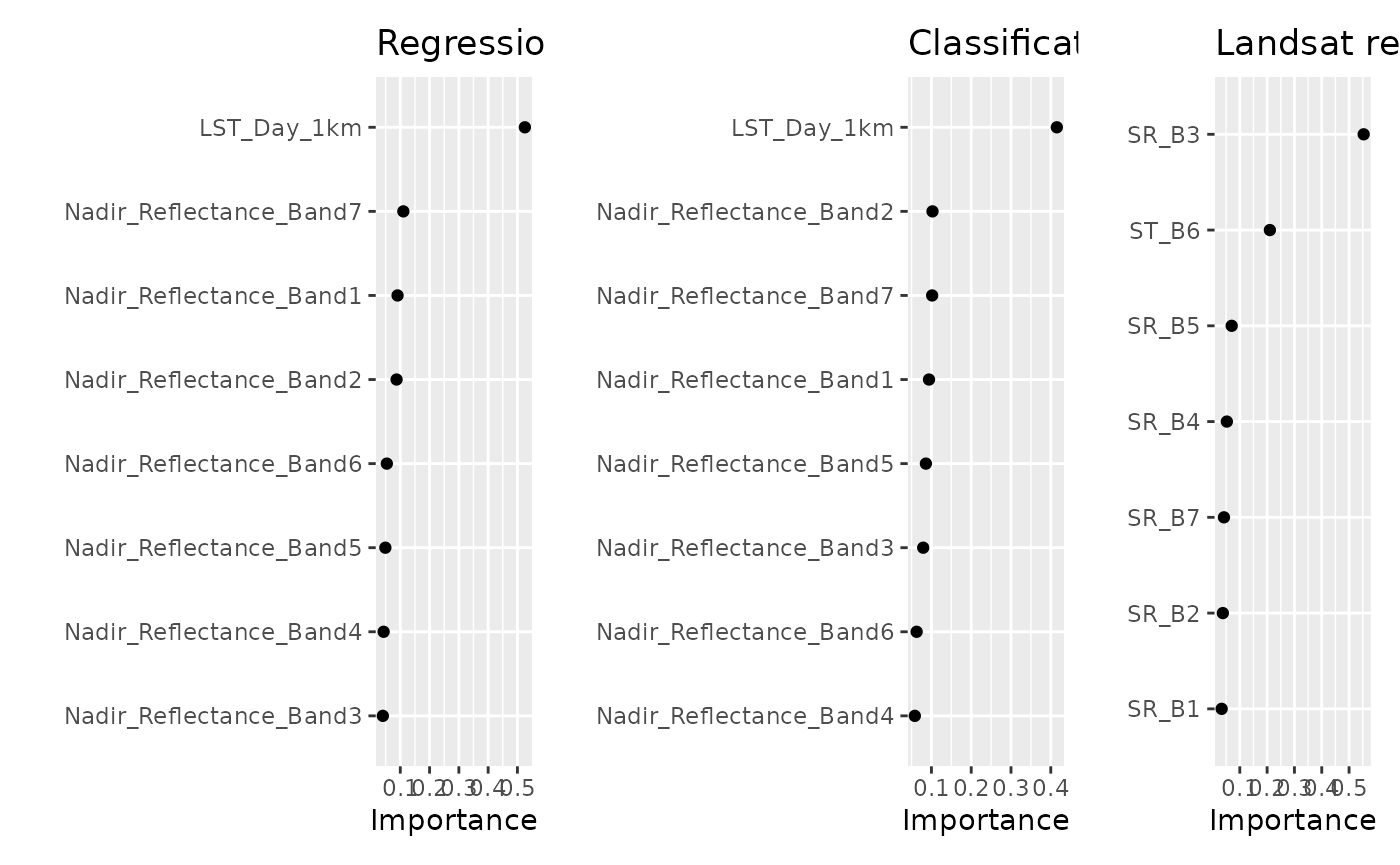 Regressio
LST_Day_1km
Nadir_Reflectance_Band7
Nadir_Reflectance_Band1
Nadir_Reflectance_Band2
Nadir_Reflectance_Band6
Nadir_Reflectance_Band5
Nadir_Reflectance_Band4
Nadir_Reflectance_Band3
0.1 0.2 0.3 0.4 0.5
Importance
Classificat
LST_Day_1km
Nadir_Reflectance_Band2
Nadir_Reflectance_Band7
Nadir_Reflectance_Band1
Nadir_Reflectance_Band5
Nadir_Reflectance_Band3
Nadir_Reflectance_Band6
Nadir_Reflectance_Band4
0.1 0.2 0.3 0.4
Importance
Landsat re
SR_B3
ST_B6
SR_B5
SR_B4
SR_B7
SR_B2
SR_B1
0.1 0.2 0.3 0.4 0.5
Importance